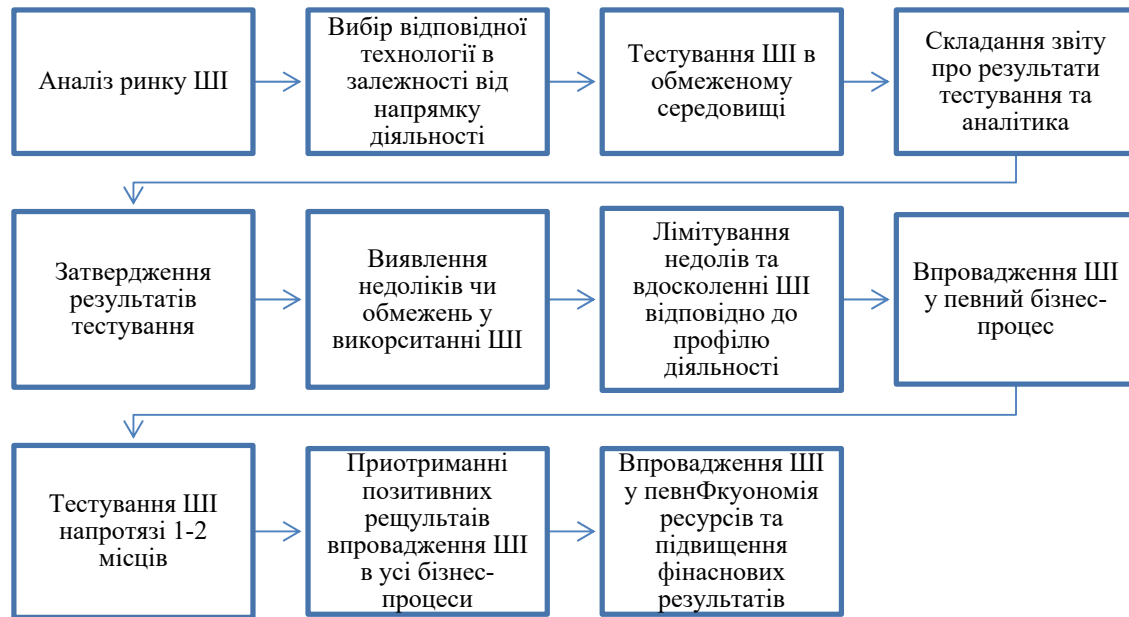 Аналіз ринку ШІ
Вибір відповідної
технології в
залежності від
напрямку
діяльності
Тестування ШІ в
обмеженому
середовищі
Складання звіту
про результати
тестування та
аналітика
Затвердження
результатів
тестування
Виявлення
недоліків чи
обмежень у
викорситанні ШІ
Лімітування
недолів та
вдосколенні ШІ
відповідно до
профілю
діяльності
Впровадження ШІ
у певний бізнес-
процес
Тестування ШІ
напротязі 1-2
місців
Приотриманні
позитивних
рещультаів
впровадження ШІ
в усі бізнес-
процеси
Впровадження ШІ
у певнФкуономія
ресурсів та
підвищення
фінаснових
результатів